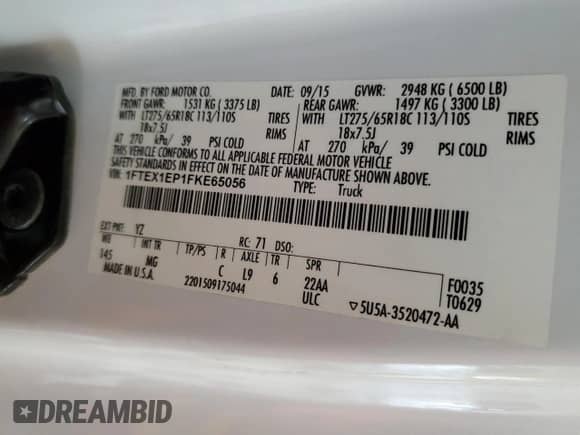 MFD. BY FORD MOTOR CO.
DATE: 09/15 GVWR: 2948 KG ( 6500 LB)
FRONT GAWR: 1531 KG ( 3375 LB) REAR GAWR: 1497 KG ( 3300 LB)
WITH LT275/65R18C 113/110S TIRES WITH LT275/65R18C 113/110S TIRES
18x7.5J RIMS 18x7.5J RIMS
AT 270 kPa/ 39 PSI COLD AT 270 kPa/ 39 PSI COLD
THIS VEHICLE CONFORMS TO ALL APPLICABLE FEDERAL MOTOR VEHICLE
SAFETY STANDARDS IN EFFECT ON THE DATE OF MANUFACTURE SHOWN ABOVE.
VIN: 1FTEX1EP1FKE65056
TYPE: Truck
EXT PNT: YZ RC: 71 DSO:
WB INT TR TP/PS R AXLE TR SPR
145 MG C L9 6 22AA F0035
MADE IN U.S.A. 2201509175044 ULC T0629
▽5U5A-3520472-AA
DREAMBID